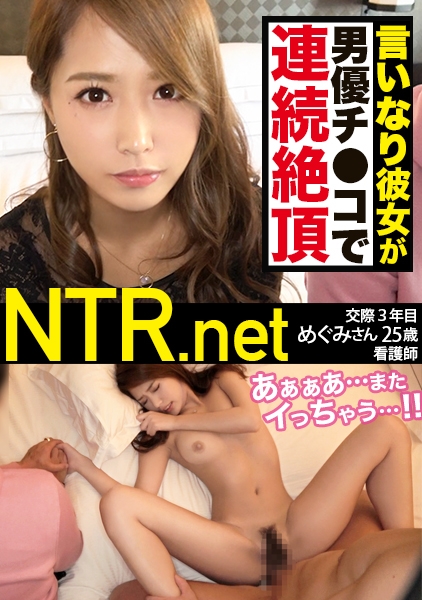 言いなり彼女が
男優チ●コで
連続絶頂
NTR.net
交際3年目
めぐみさん25歳
看護師
あぁぁあ…また
イっちゃう…!!